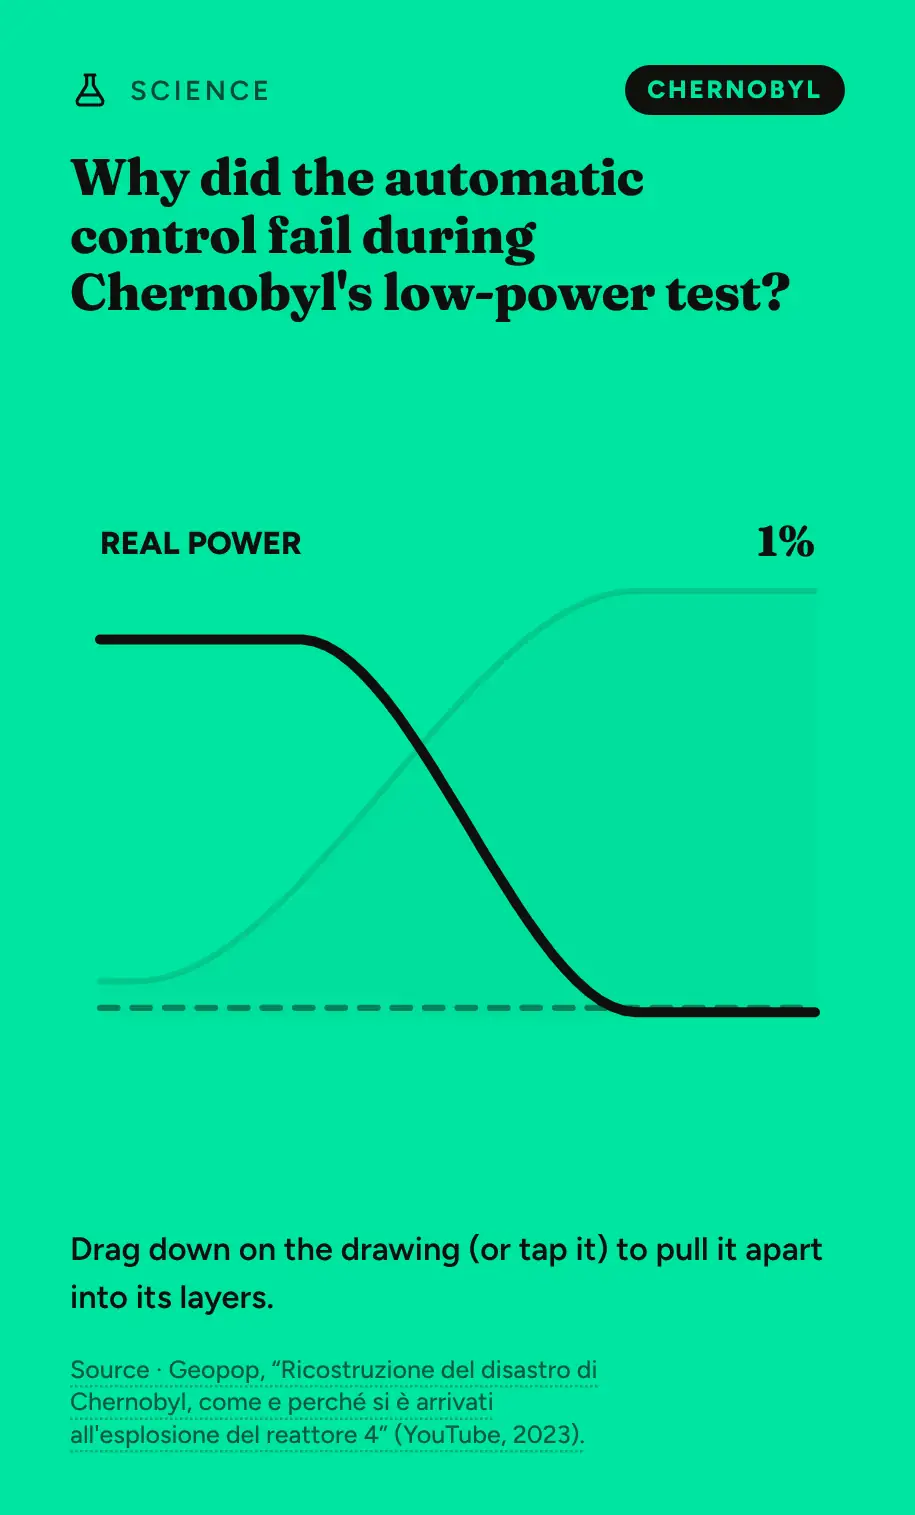 SCIENCE
CHERNOBYL
Why did the automatic
control fail during
Chernobyl's low-power test?
REAL POWER
1%
Drag down on the drawing (or tap it) to pull it apart
into its layers.
Source · Geopop, “Ricostruzione del disastro di
Chernobyl, come e perché si è arrivati
all'esplosione del reattore 4” (YouTube, 2023).